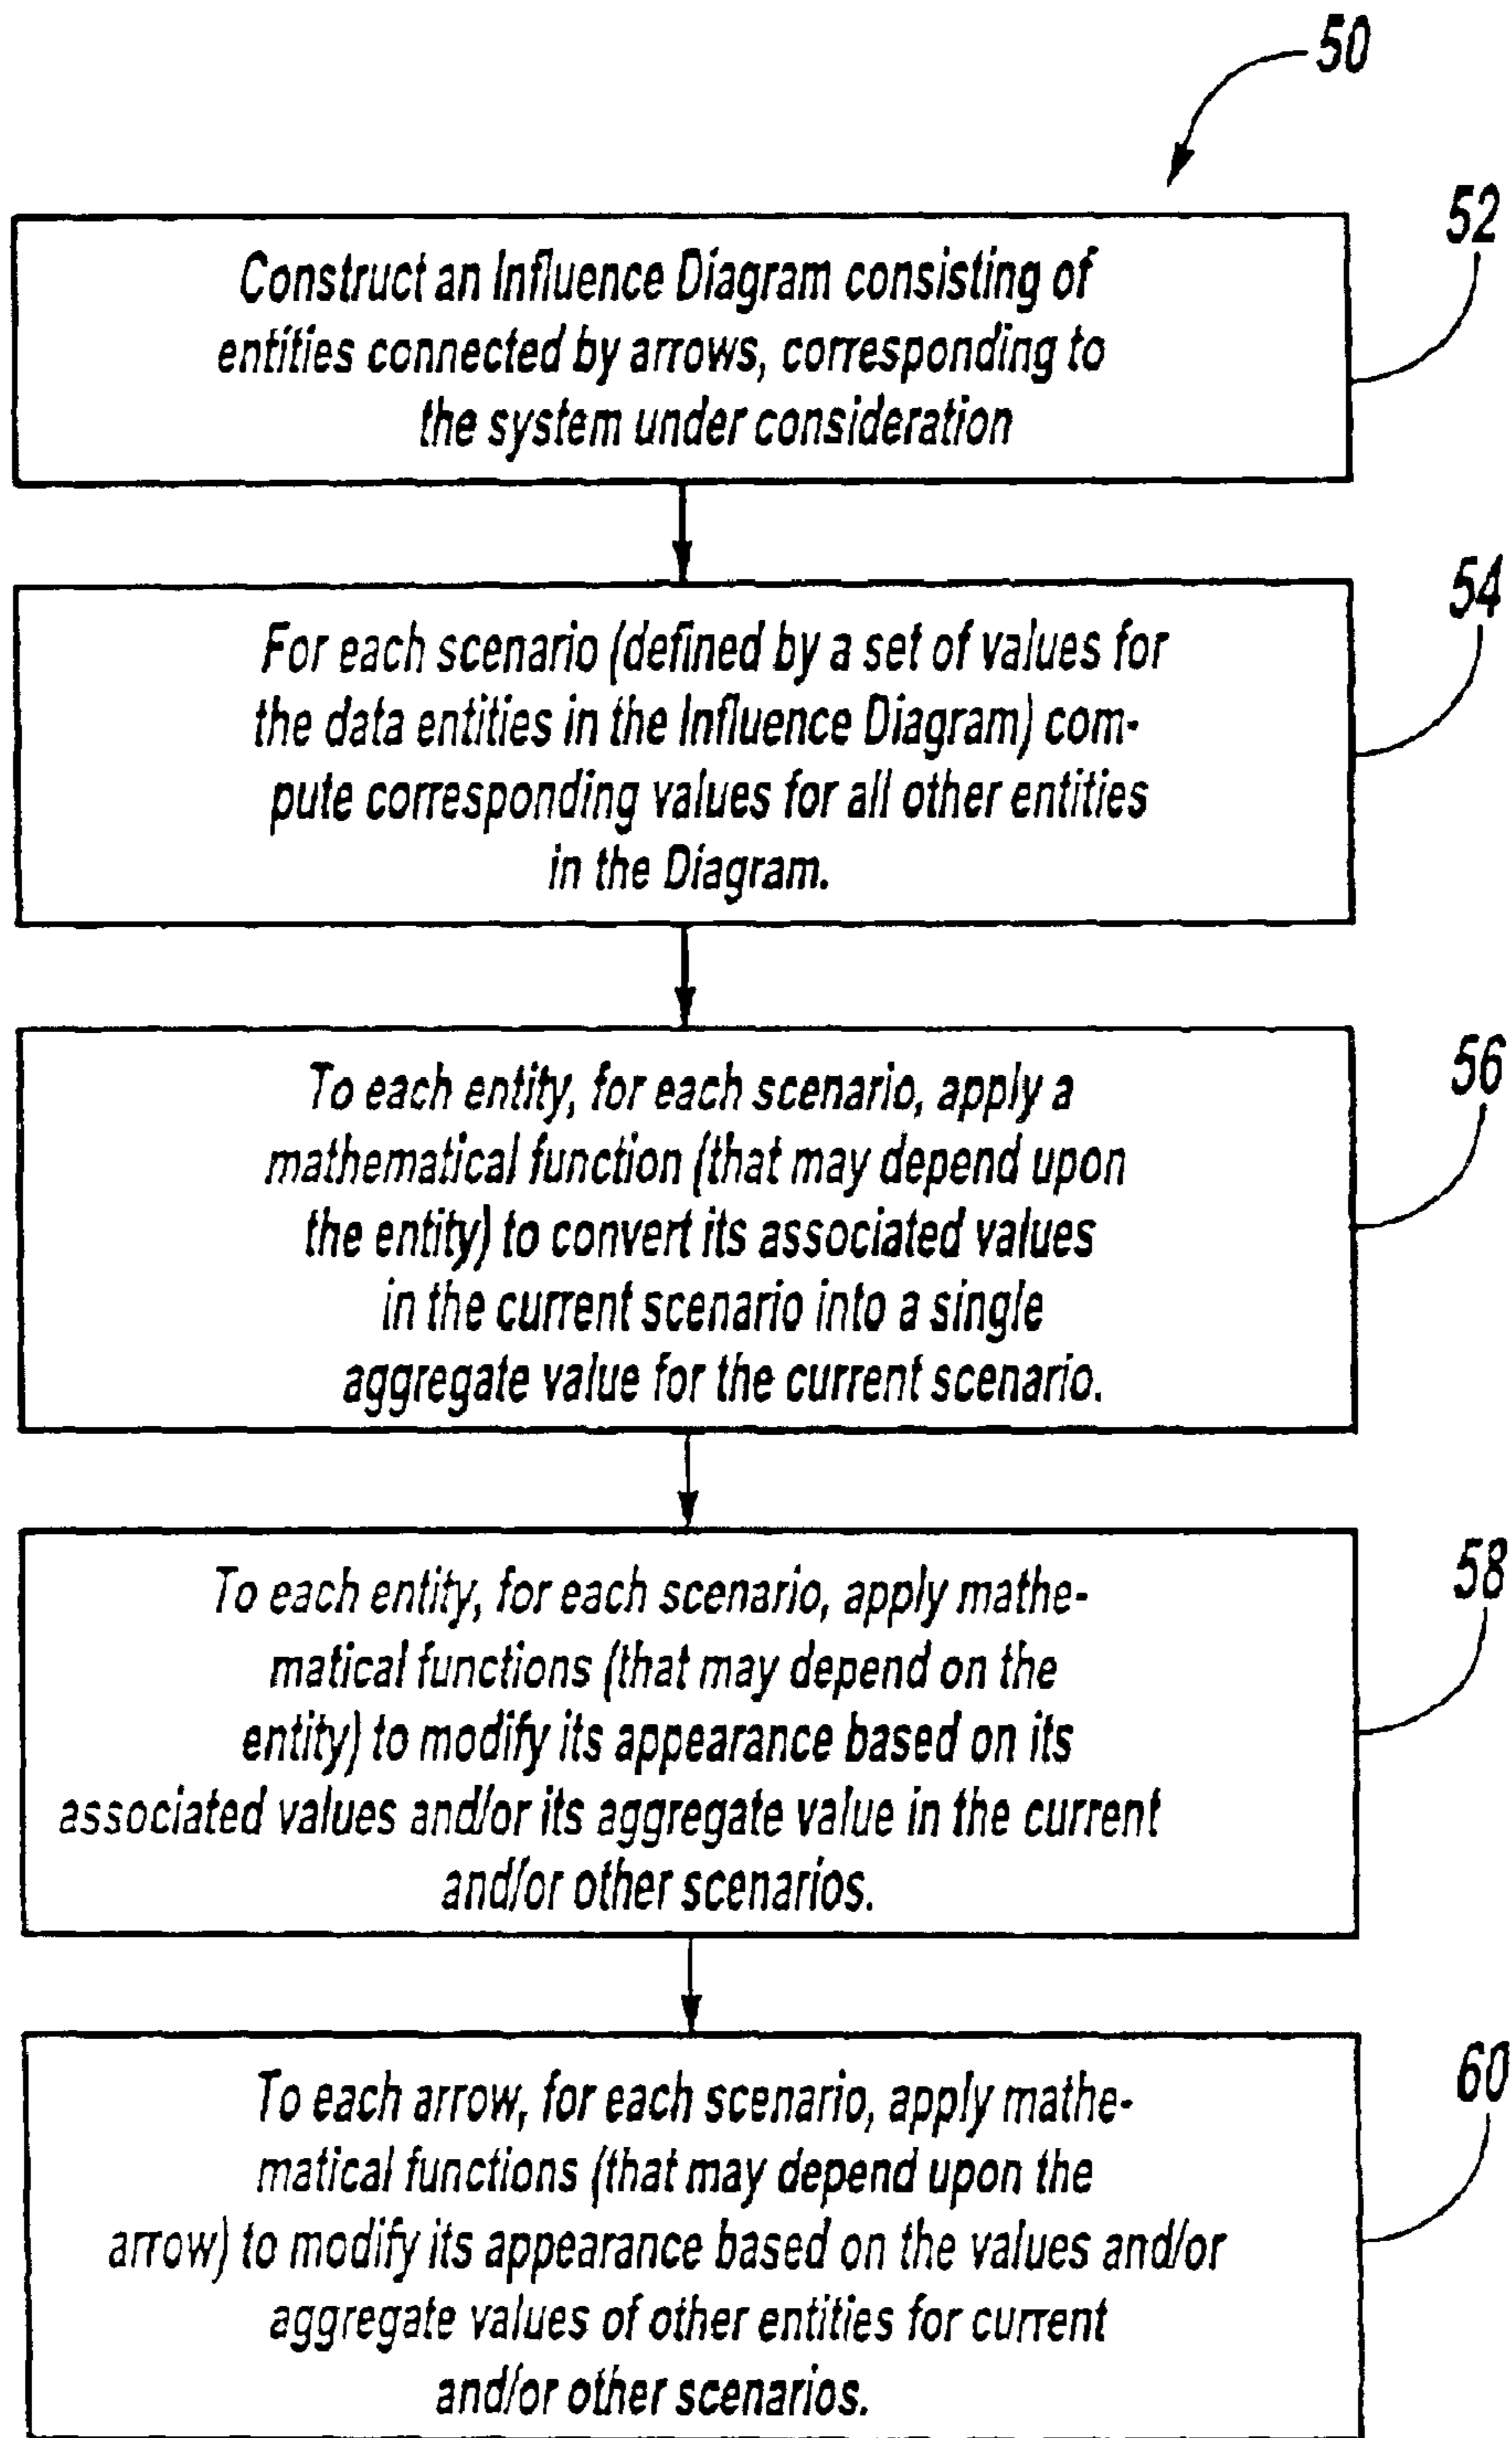 50
52
Construct an Influence Diagram consisting of
entities connected by arrows, corresponding to
the system under consideration
54
For each scenario (defined by a set of values for
the data entities in the Influence Diagram) com-
pute corresponding values for all other entities
in the Diagram.
56
To each entity, for each scenario, apply a
mathematical function (that may depend upon
the entity) to convert its associated values
in the current scenario into a single
aggregate value for the current scenario.
58
To each entity, for each scenario, apply mathe-
matical functions (that may depend on the
entity) to modify its appearance based on its
associated values and/or its aggregate value in the current
and/or other scenarios.
60
To each arrow, for each scenario, apply mathe-
matical functions (that may depend upon the
arrow) to modify its appearance based on the values and/or
aggregate values of other entities for current
and/or other scenarios.